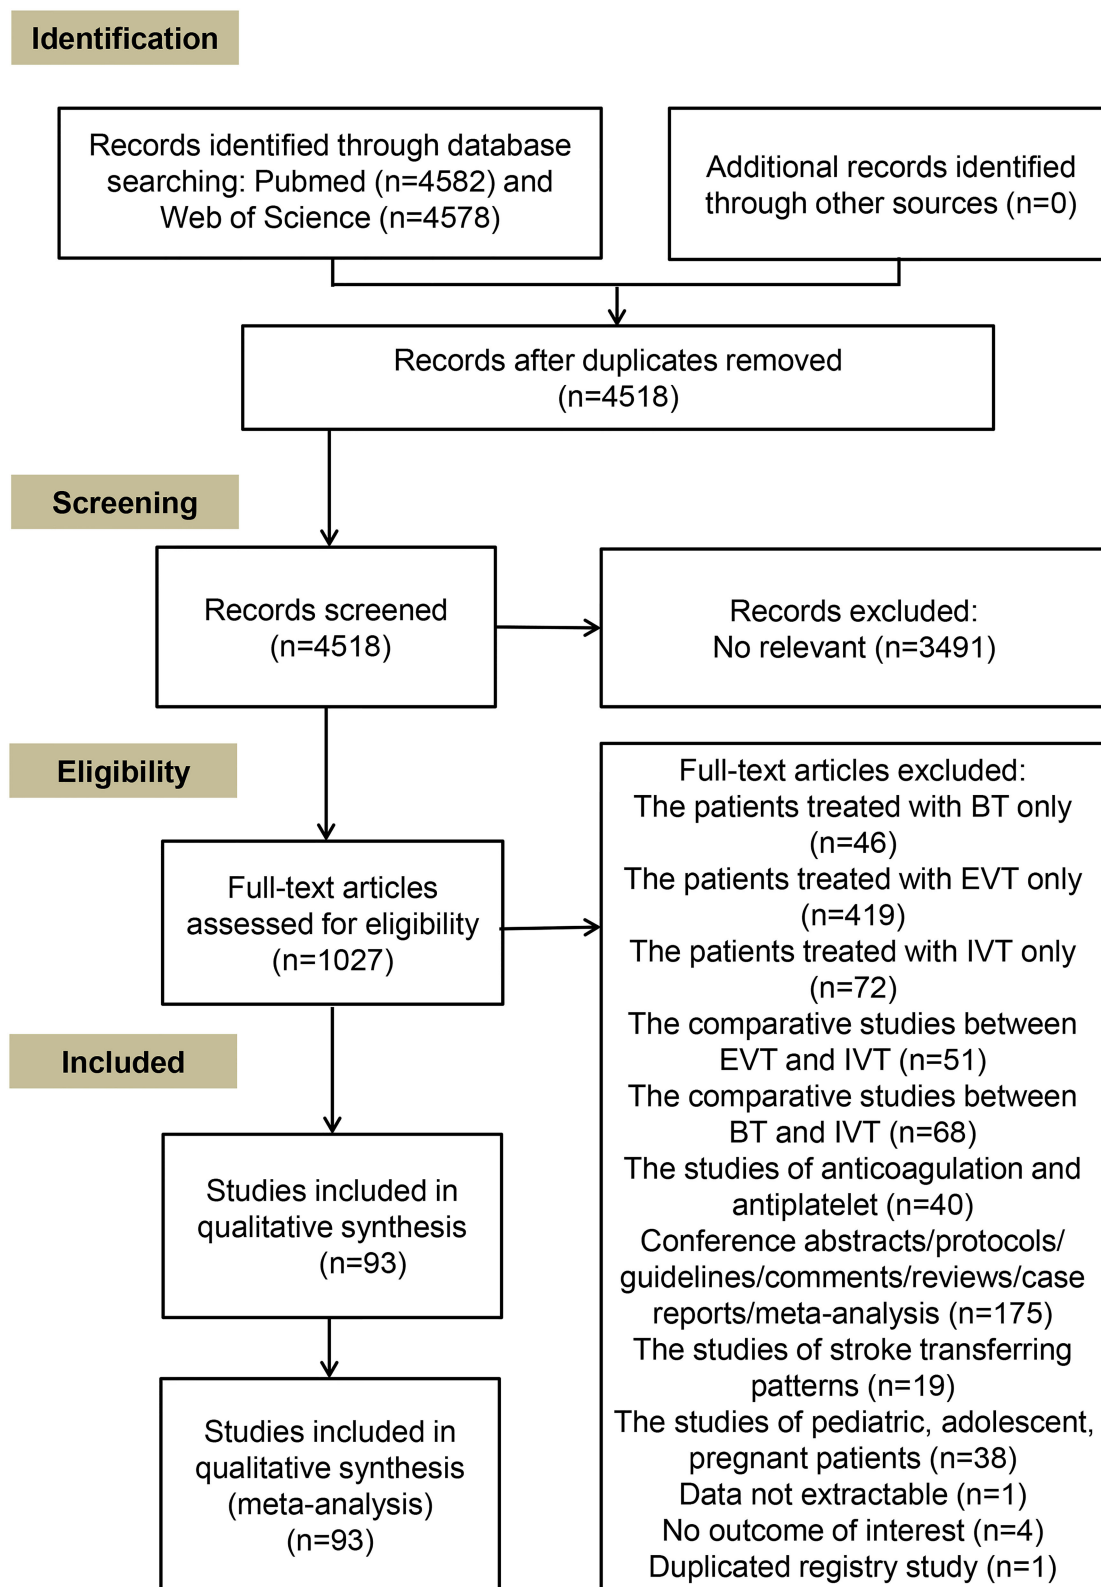 Identification
Records identified through database
searching: Pubmed (n=4582) and
Web of Science (n=4578)
Additional records identified
through other sources (n=0)
Records after duplicates removed
(n=4518)
Screening
Records screened
(n=4518)
Records excluded:
No relevant (n=3491)
Eligibility
Full-text articles
assessed for eligibility
(n=1027)
Full-text articles excluded:
The patients treated with BT only
(n=46)
The patients treated with EVT only
(n=419)
The patients treated with IVT only
(n=72)
The comparative studies between
EVT and IVT (n=51)
The comparative studies between
BT and IVT (n=68)
The studies of anticoagulation and
antiplatelet (n=40)
Conference abstracts/protocols/
guidelines/comments/reviews/case
reports/meta-analysis (n=175)
The studies of stroke transferring
patterns (n=19)
The studies of pediatric, adolescent,
pregnant patients (n=38)
Data not extractable (n=1)
No outcome of interest (n=4)
Duplicated registry study (n=1)
Included
Studies included in
qualitative synthesis
(n=93)
Studies included in
qualitative synthesis
(meta-analysis)
(n=93)